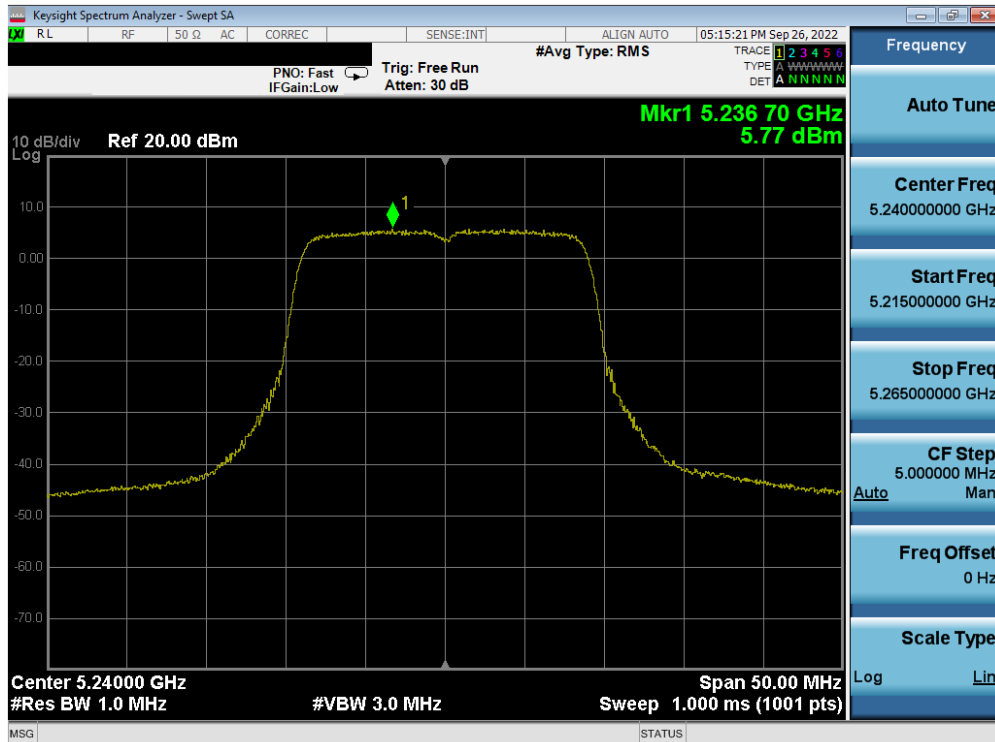 Keysight Spectrum Analyzer - Swept SA
LXI RL RF 50 Ω AC CORREC SENSE:INT ALIGN AUTO 05:15:21 PM Sep 26, 2022
#Avg Type: RMS TRACE 1 2 3 4 5 6
PNO: Fast Trig: Free Run TYPE A WWWWW
IFGain:Low Atten: 30 dB DET A N N N N N
Mkr1 5.236 70 GHz
10 dB/div Ref 20.00 dBm 5.77 dBm
Log
1
10.0
0.00
-10.0
-20.0
-30.0
-40.0
-50.0
-60.0
-70.0
Center 5.24000 GHz Span 50.00 MHz
#Res BW 1.0 MHz #VBW 3.0 MHz Sweep 1.000 ms (1001 pts)
MSG STATUS
Frequency
Auto Tune
Center Freq
5.240000000 GHz
Start Freq
5.215000000 GHz
Stop Freq
5.265000000 GHz
CF Step
5.000000 MHz
Auto Man
Freq Offset
0 Hz
Scale Type
Log Lin